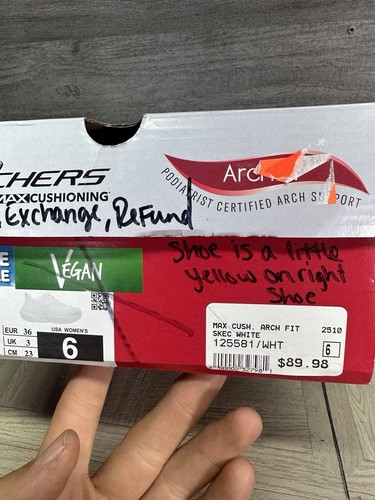 CHERS
MAX CUSHIONING
Arch
PODIATRIST CERTIFIED ARCH SUPPORT
, Exchange, Refund
Shoe is a little
yellow on right
Shoe
VEGAN
EUR 36
UK 3
CM 23
USA WOMEN'S
6
MAX CUSH. ARCH FIT 2510
SKEC WHITE
125581/WHT 6
$89.98